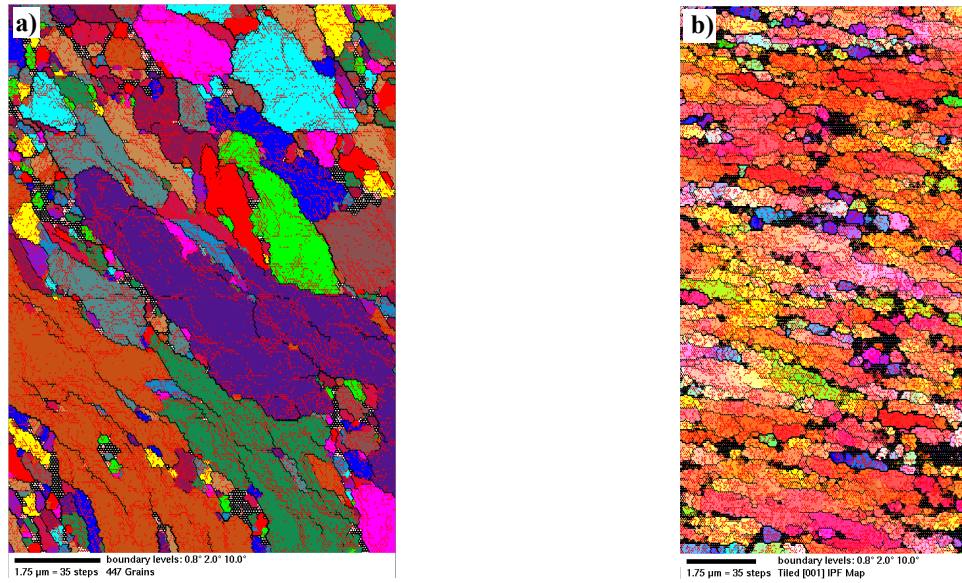 a)
b)
boundary levels: 0.8° 2.0° 10.0°
1.75 µm = 35 steps 447 Grains
boundary levels: 0.8° 2.0° 10.0°
1.75 µm = 35 steps Tiled [001] IPF Map